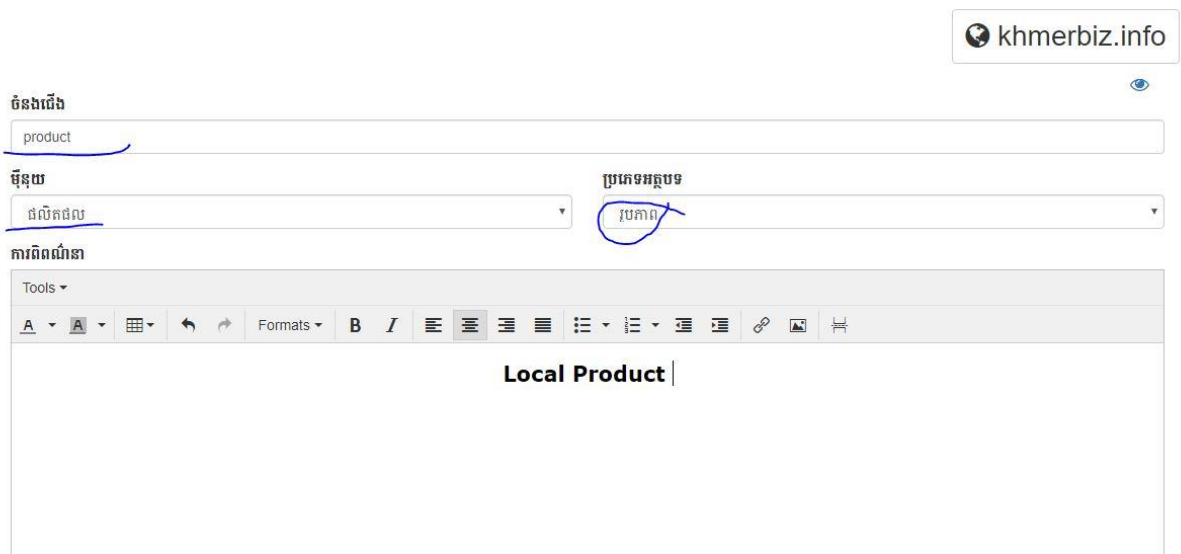 khmerbiz.info
ចំនងជើង
product
ម៉ឺនុយ
ប្រភេទអត្ថបទ
ផលិតផល
រូបភាព
ការពិពណ៌នា
Tools
A A Formats B I
Local Product